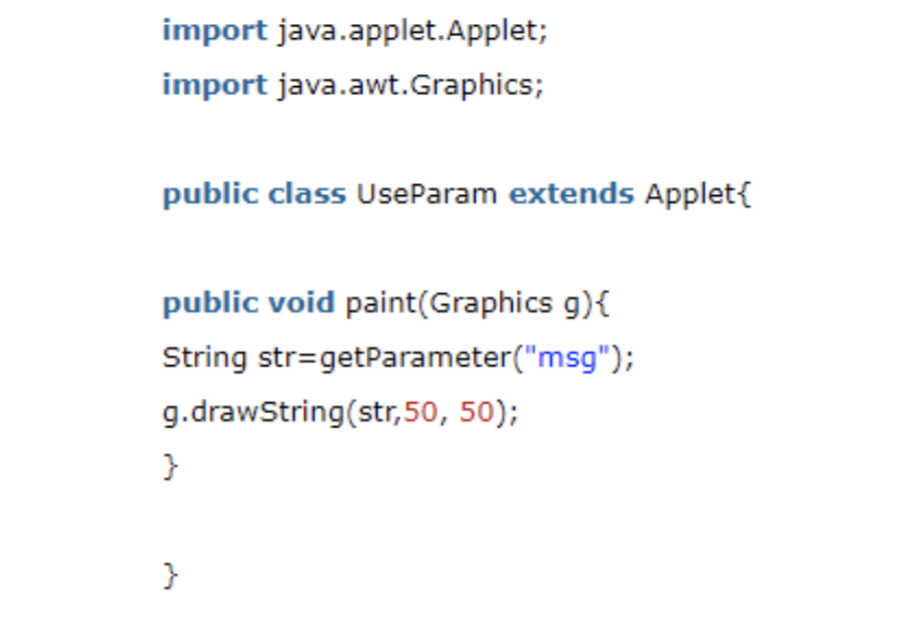 import java.applet.Applet;
import java.awt.Graphics;
public class UseParam extends Applet{
public void paint(Graphics g){
String str=getParameter("msg");
g.drawString(str,50, 50);
}
}